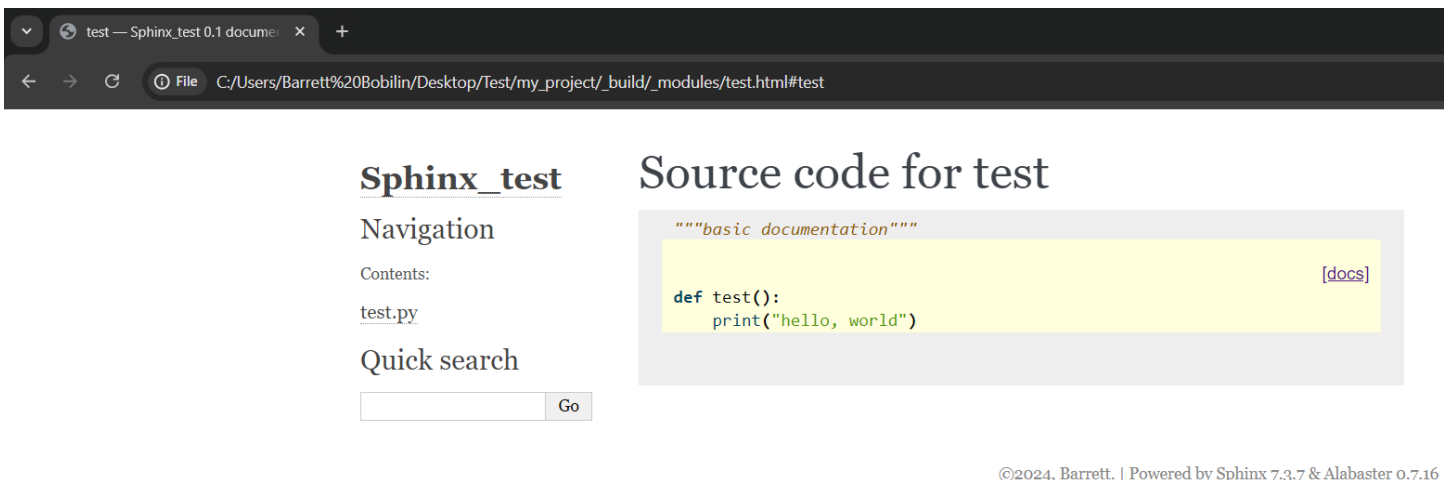 test — Sphinx_test 0.1 documen
File C:/Users/Barrett%20Bobilin/Desktop/Test/my_project/_build/_modules/test.html#test
Sphinx_test
Navigation
Contents:
test.py
Quick search
Go
Source code for test
"""basic documentation"""
[docs]
def test():
    print("hello, world")
©2024, Barrett. | Powered by Sphinx 7.3.7 & Alabaster 0.7.16